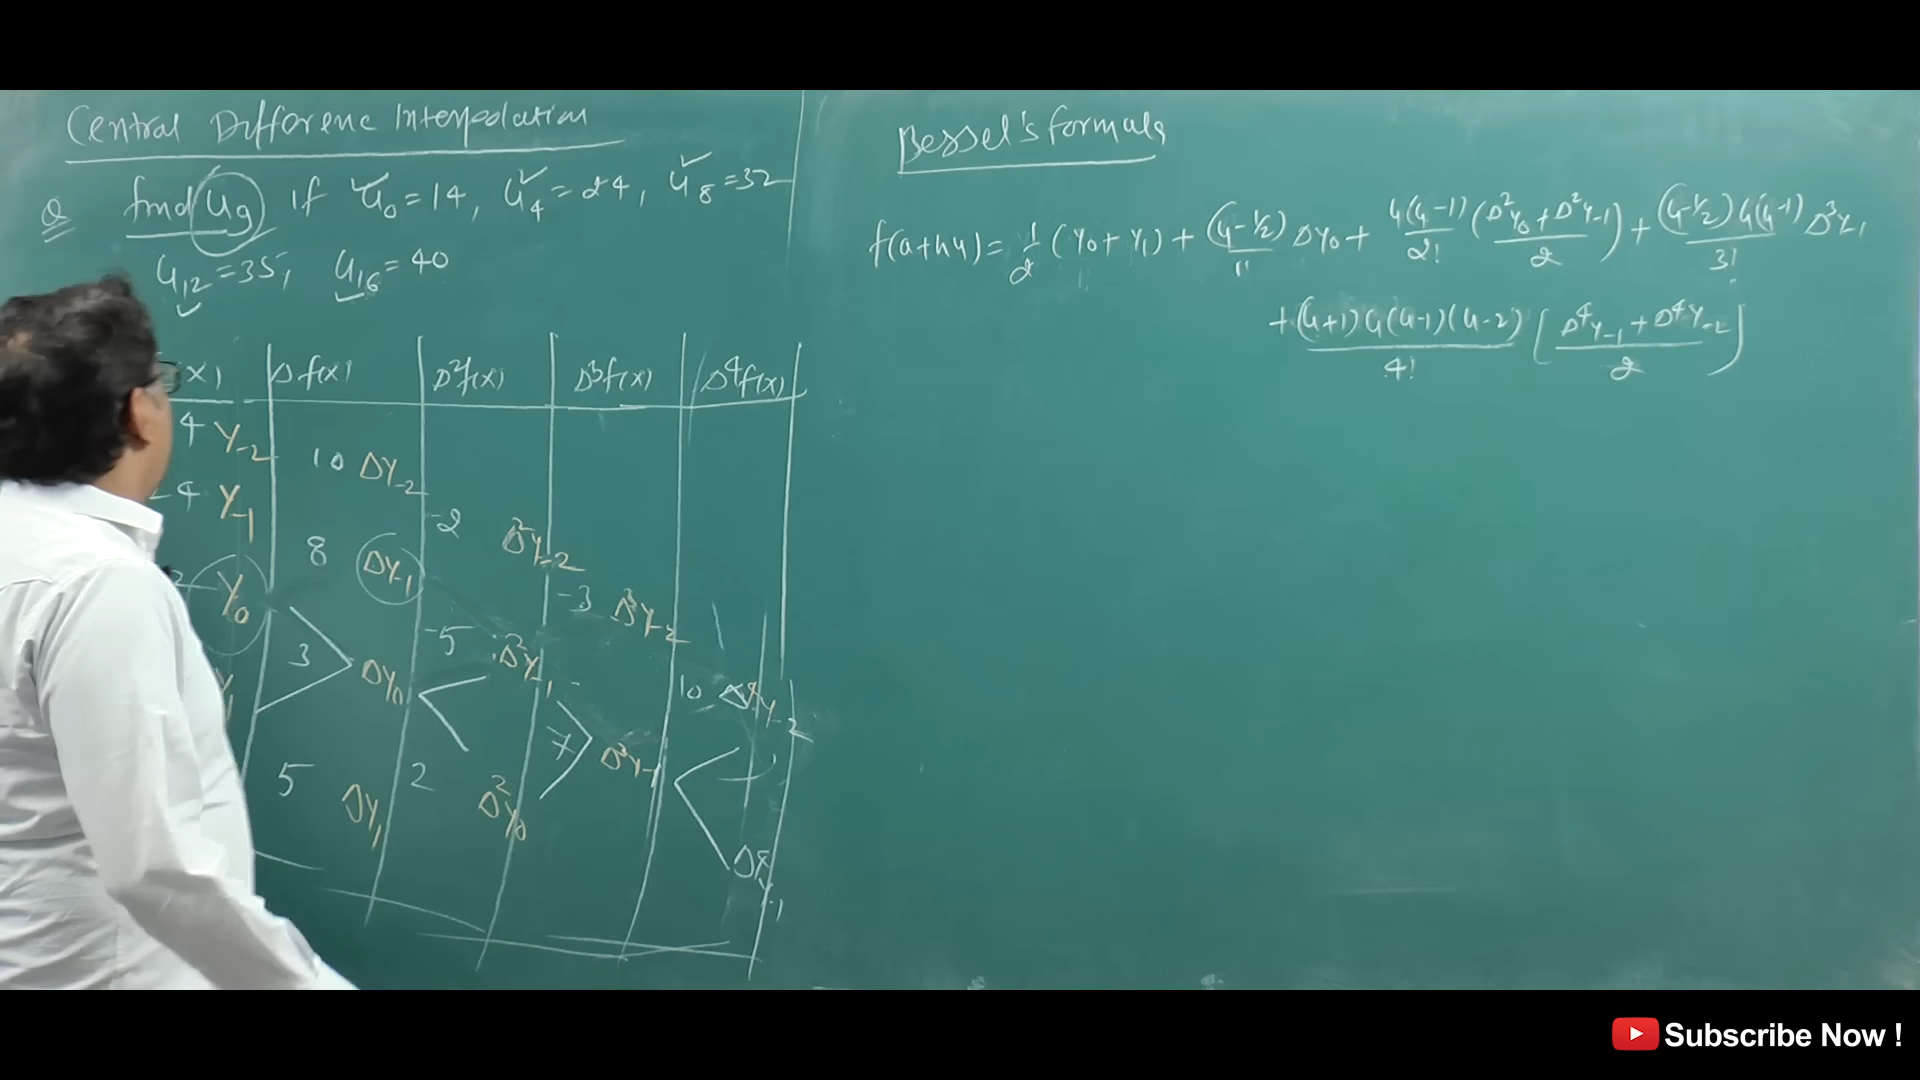 Central Differenc Interpolation
Q find U9 if U0 = 14, U4 = 24, U8 = 32
U12 = 35, U16 = 40
x) Δf(x) Δ²f(x) Δ³f(x) Δ⁴f(x)
4 Y-2
10 ΔY-2
4 Y-1
-2 Δ²Y-2
8 ΔY-1
Y0 -3 Δ³Y-2
-5 Δ²Y-1
3 ΔY0 10 Δ⁴Y-2
Y1 7 Δ³Y-1
2 Δ²Y0
5 ΔY1
Δ⁴Y-1
Bessel's formula
f(a+hu) = 1/2 (Y0 + Y1) + (u-1/2)/1! ΔY0 + u(u-1)/2! (Δ²Y0 + Δ²Y-1)/2 + (u-1/2)u(u-1)/3! Δ³Y-1
+ (u+1)u(u-1)(u-2)/4! [Δ⁴Y-1 + Δ⁴Y-2 / 2]
Subscribe Now !